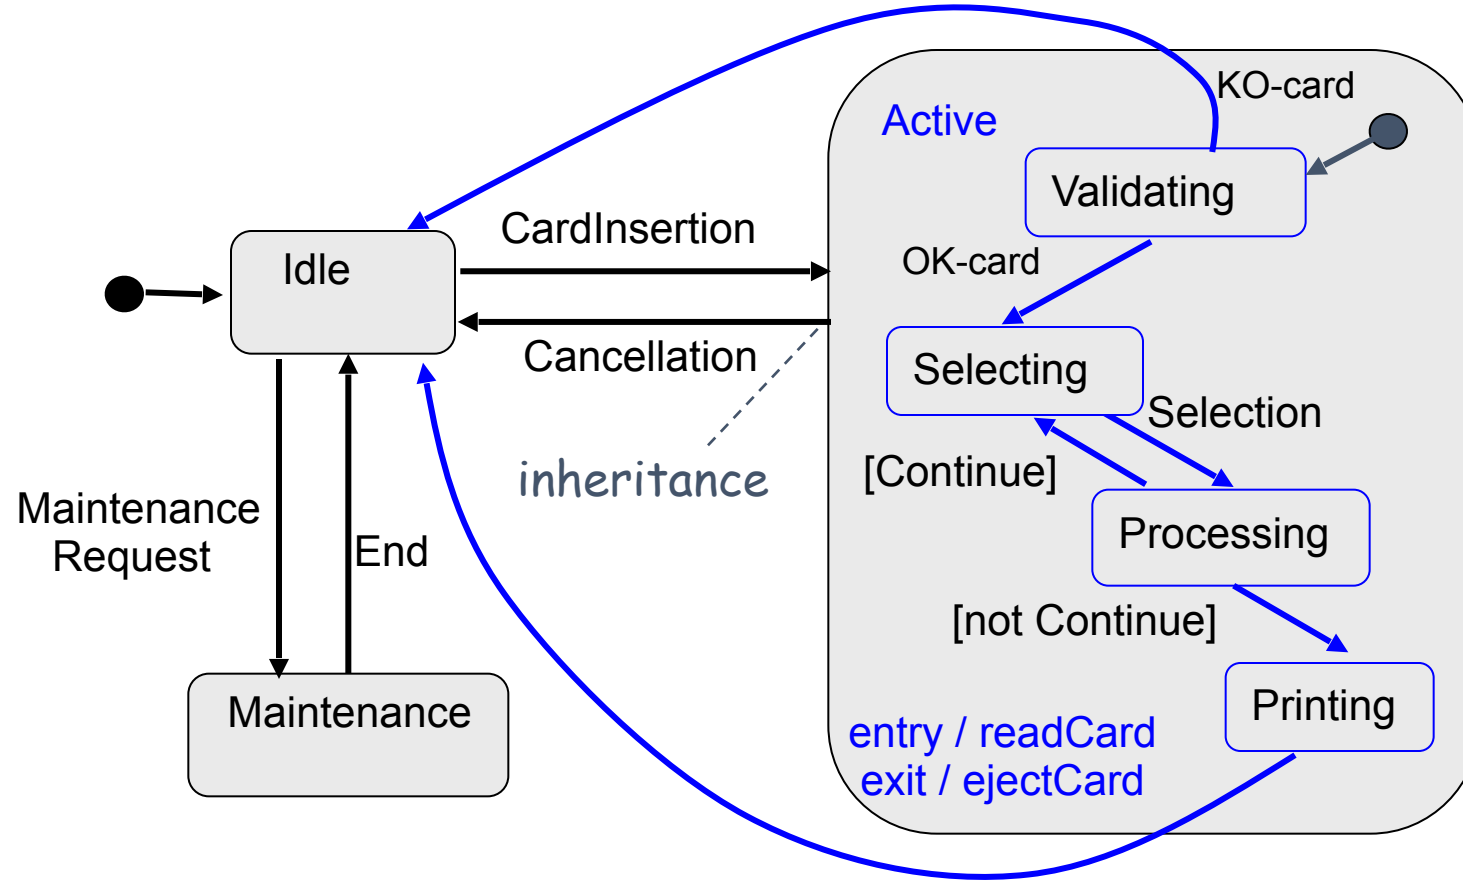 KO-card
Active
Validating
CardInsertion
OK-card
Idle
Cancellation
Selecting
Selection
[Continue]
inheritance
Maintenance
Request
End
Processing
[not Continue]
Maintenance
Printing
entry / readCard
exit / ejectCard